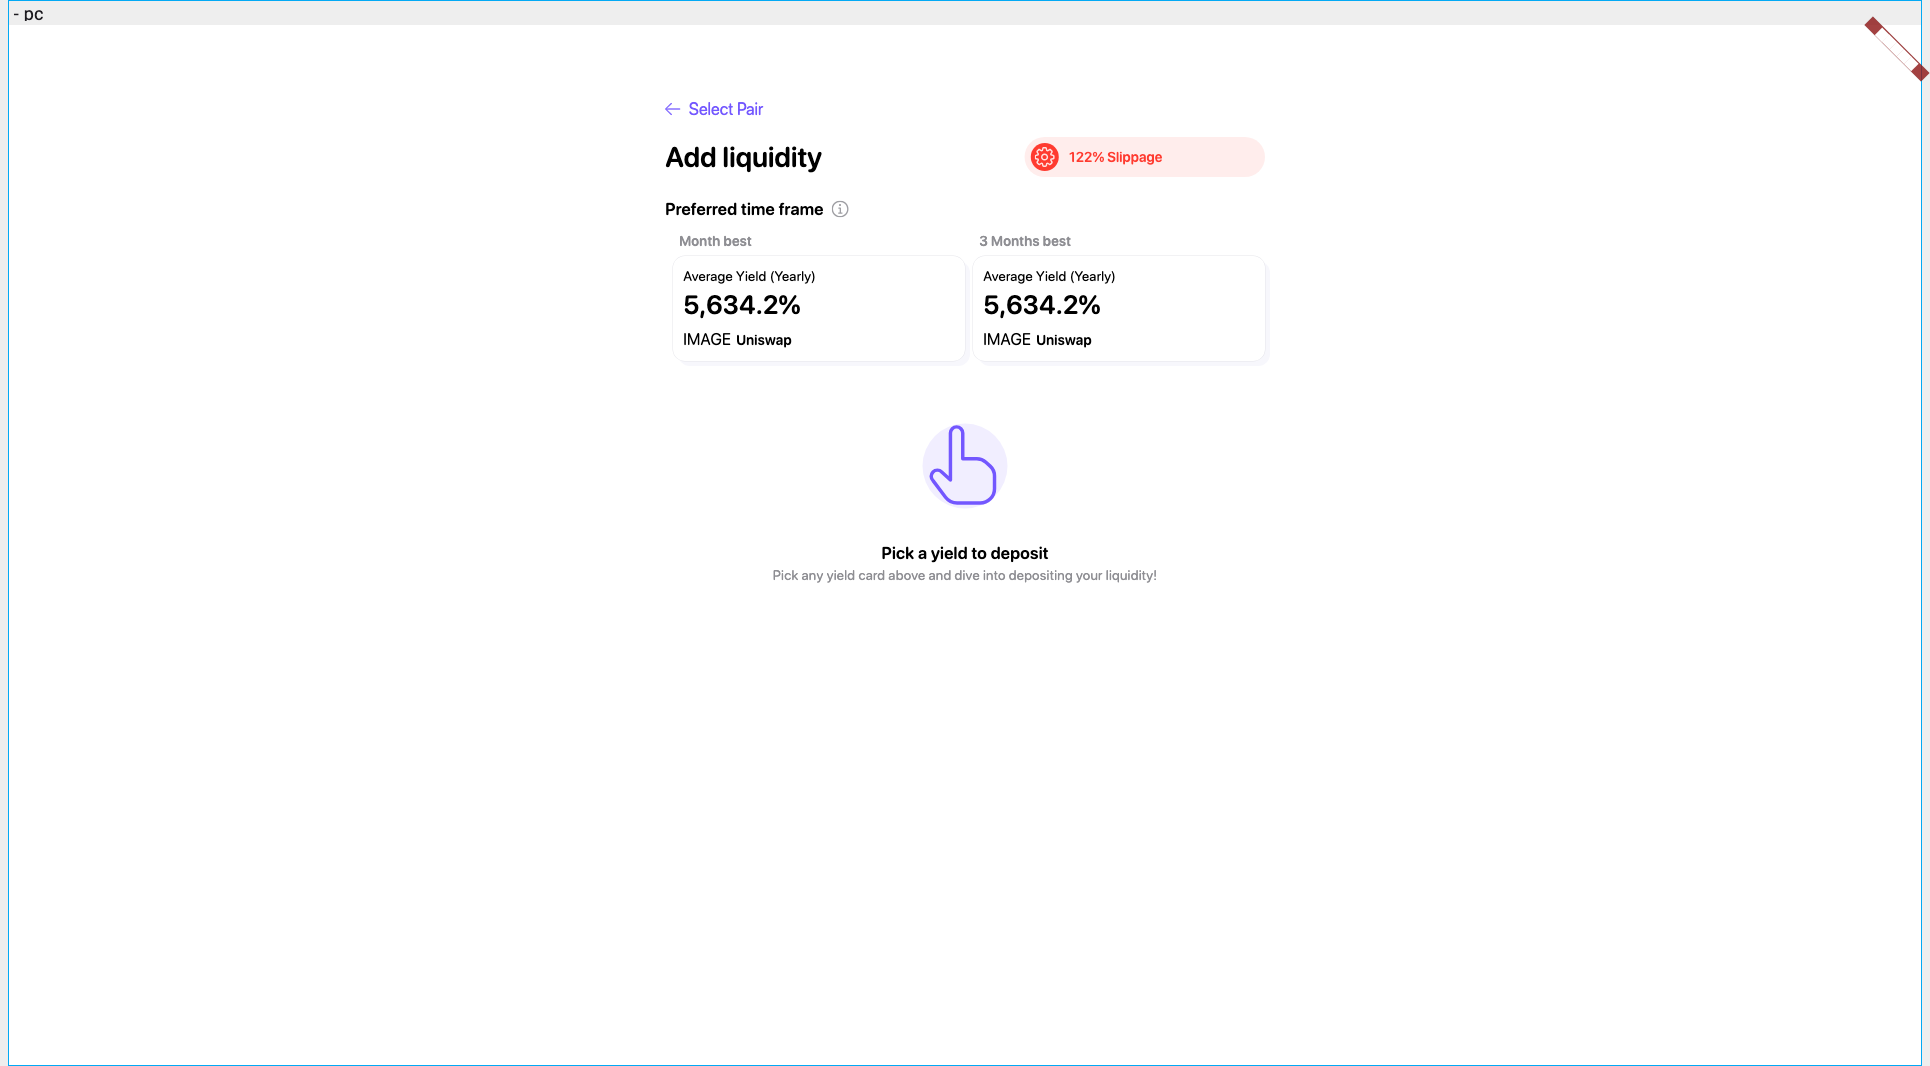 - pc
Select Pair
Add liquidity
122% Slippage
Preferred time frame
Month best
3 Months best
Average Yield (Yearly)
5,634.2%
IMAGE Uniswap
Average Yield (Yearly)
5,634.2%
IMAGE Uniswap
Pick a yield to deposit
Pick any yield card above and dive into depositing your liquidity!